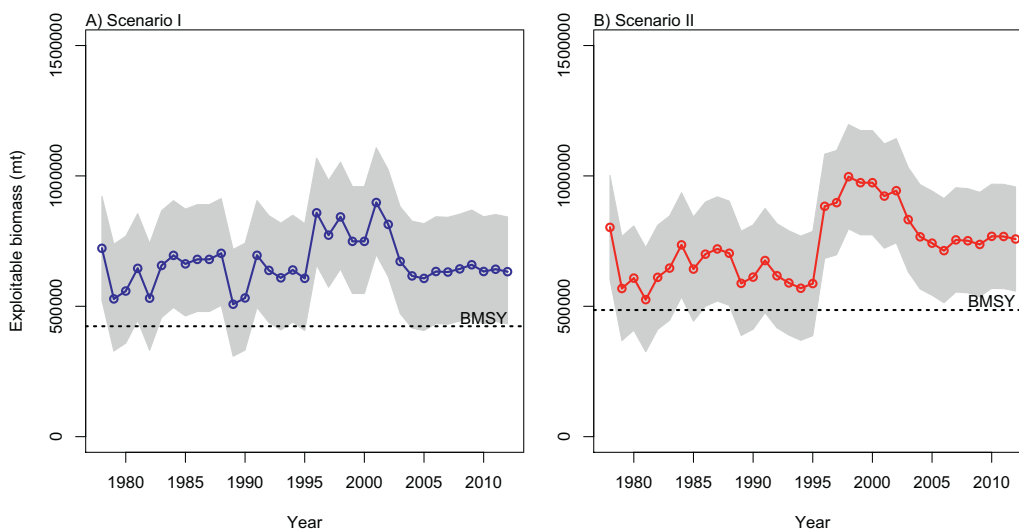 A) Scenario I
Exploitable biomass (mt)
1500000
1000000
500000
0
BMSY
1980 1985 1990 1995 2000 2005 2010
Year
B) Scenario II
1500000
1000000
500000
0
BMSY
1980 1985 1990 1995 2000 2005 2010
Year